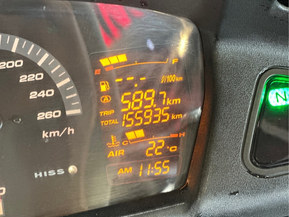 E F
-- -.- l/100km
A 589.7 km
TRIP
TOTAL 155935 km
C H
AIR 22 °C
AM 11:55
200
220
240
260
km/h
HISS
N